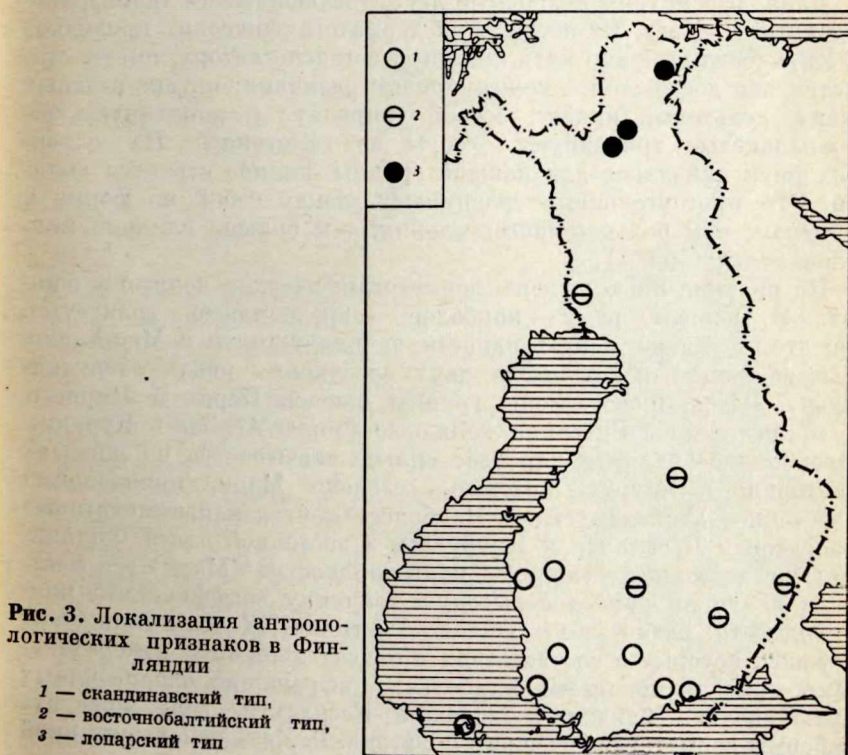 1
2
3
Рис. 3. Локализация антропо-
логических признаков в Фин-
ляндии
1 — скандинавский тип,
2 — восточнобалтийский тип,
3 — лопарский тип